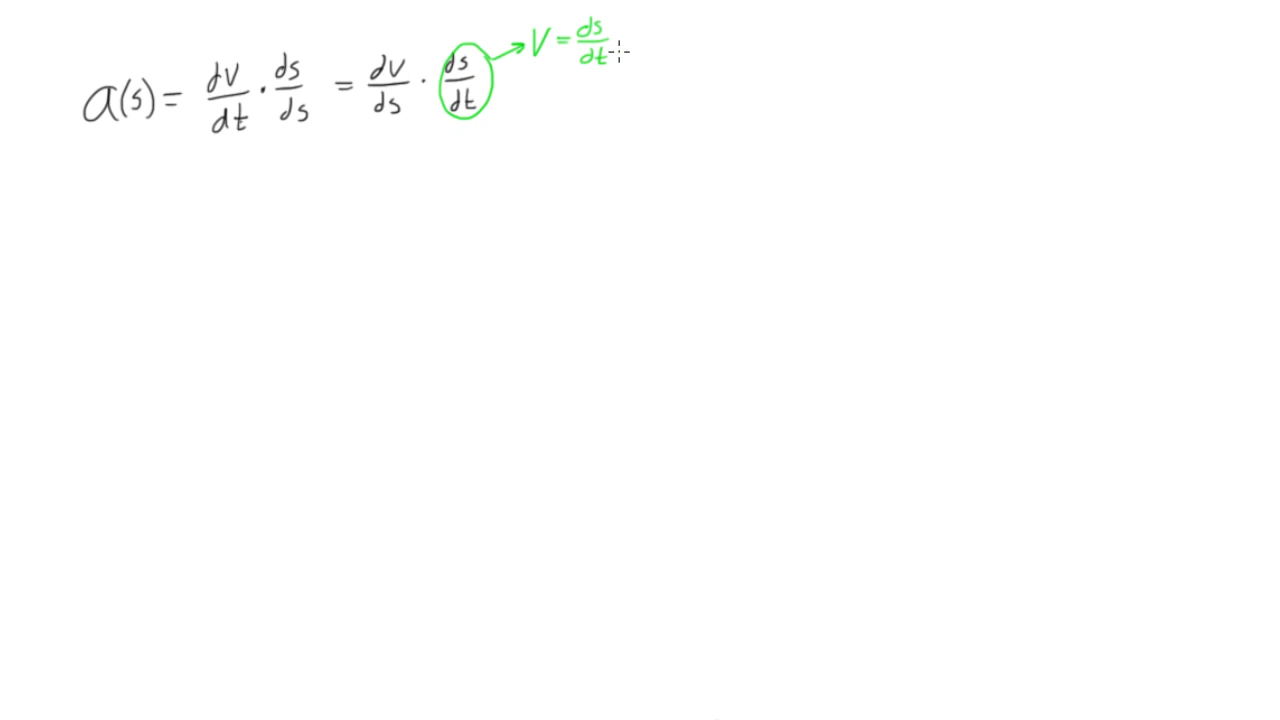 a(s) = dv/dt · ds/ds = dv/ds · ds/dt → V = ds/dt